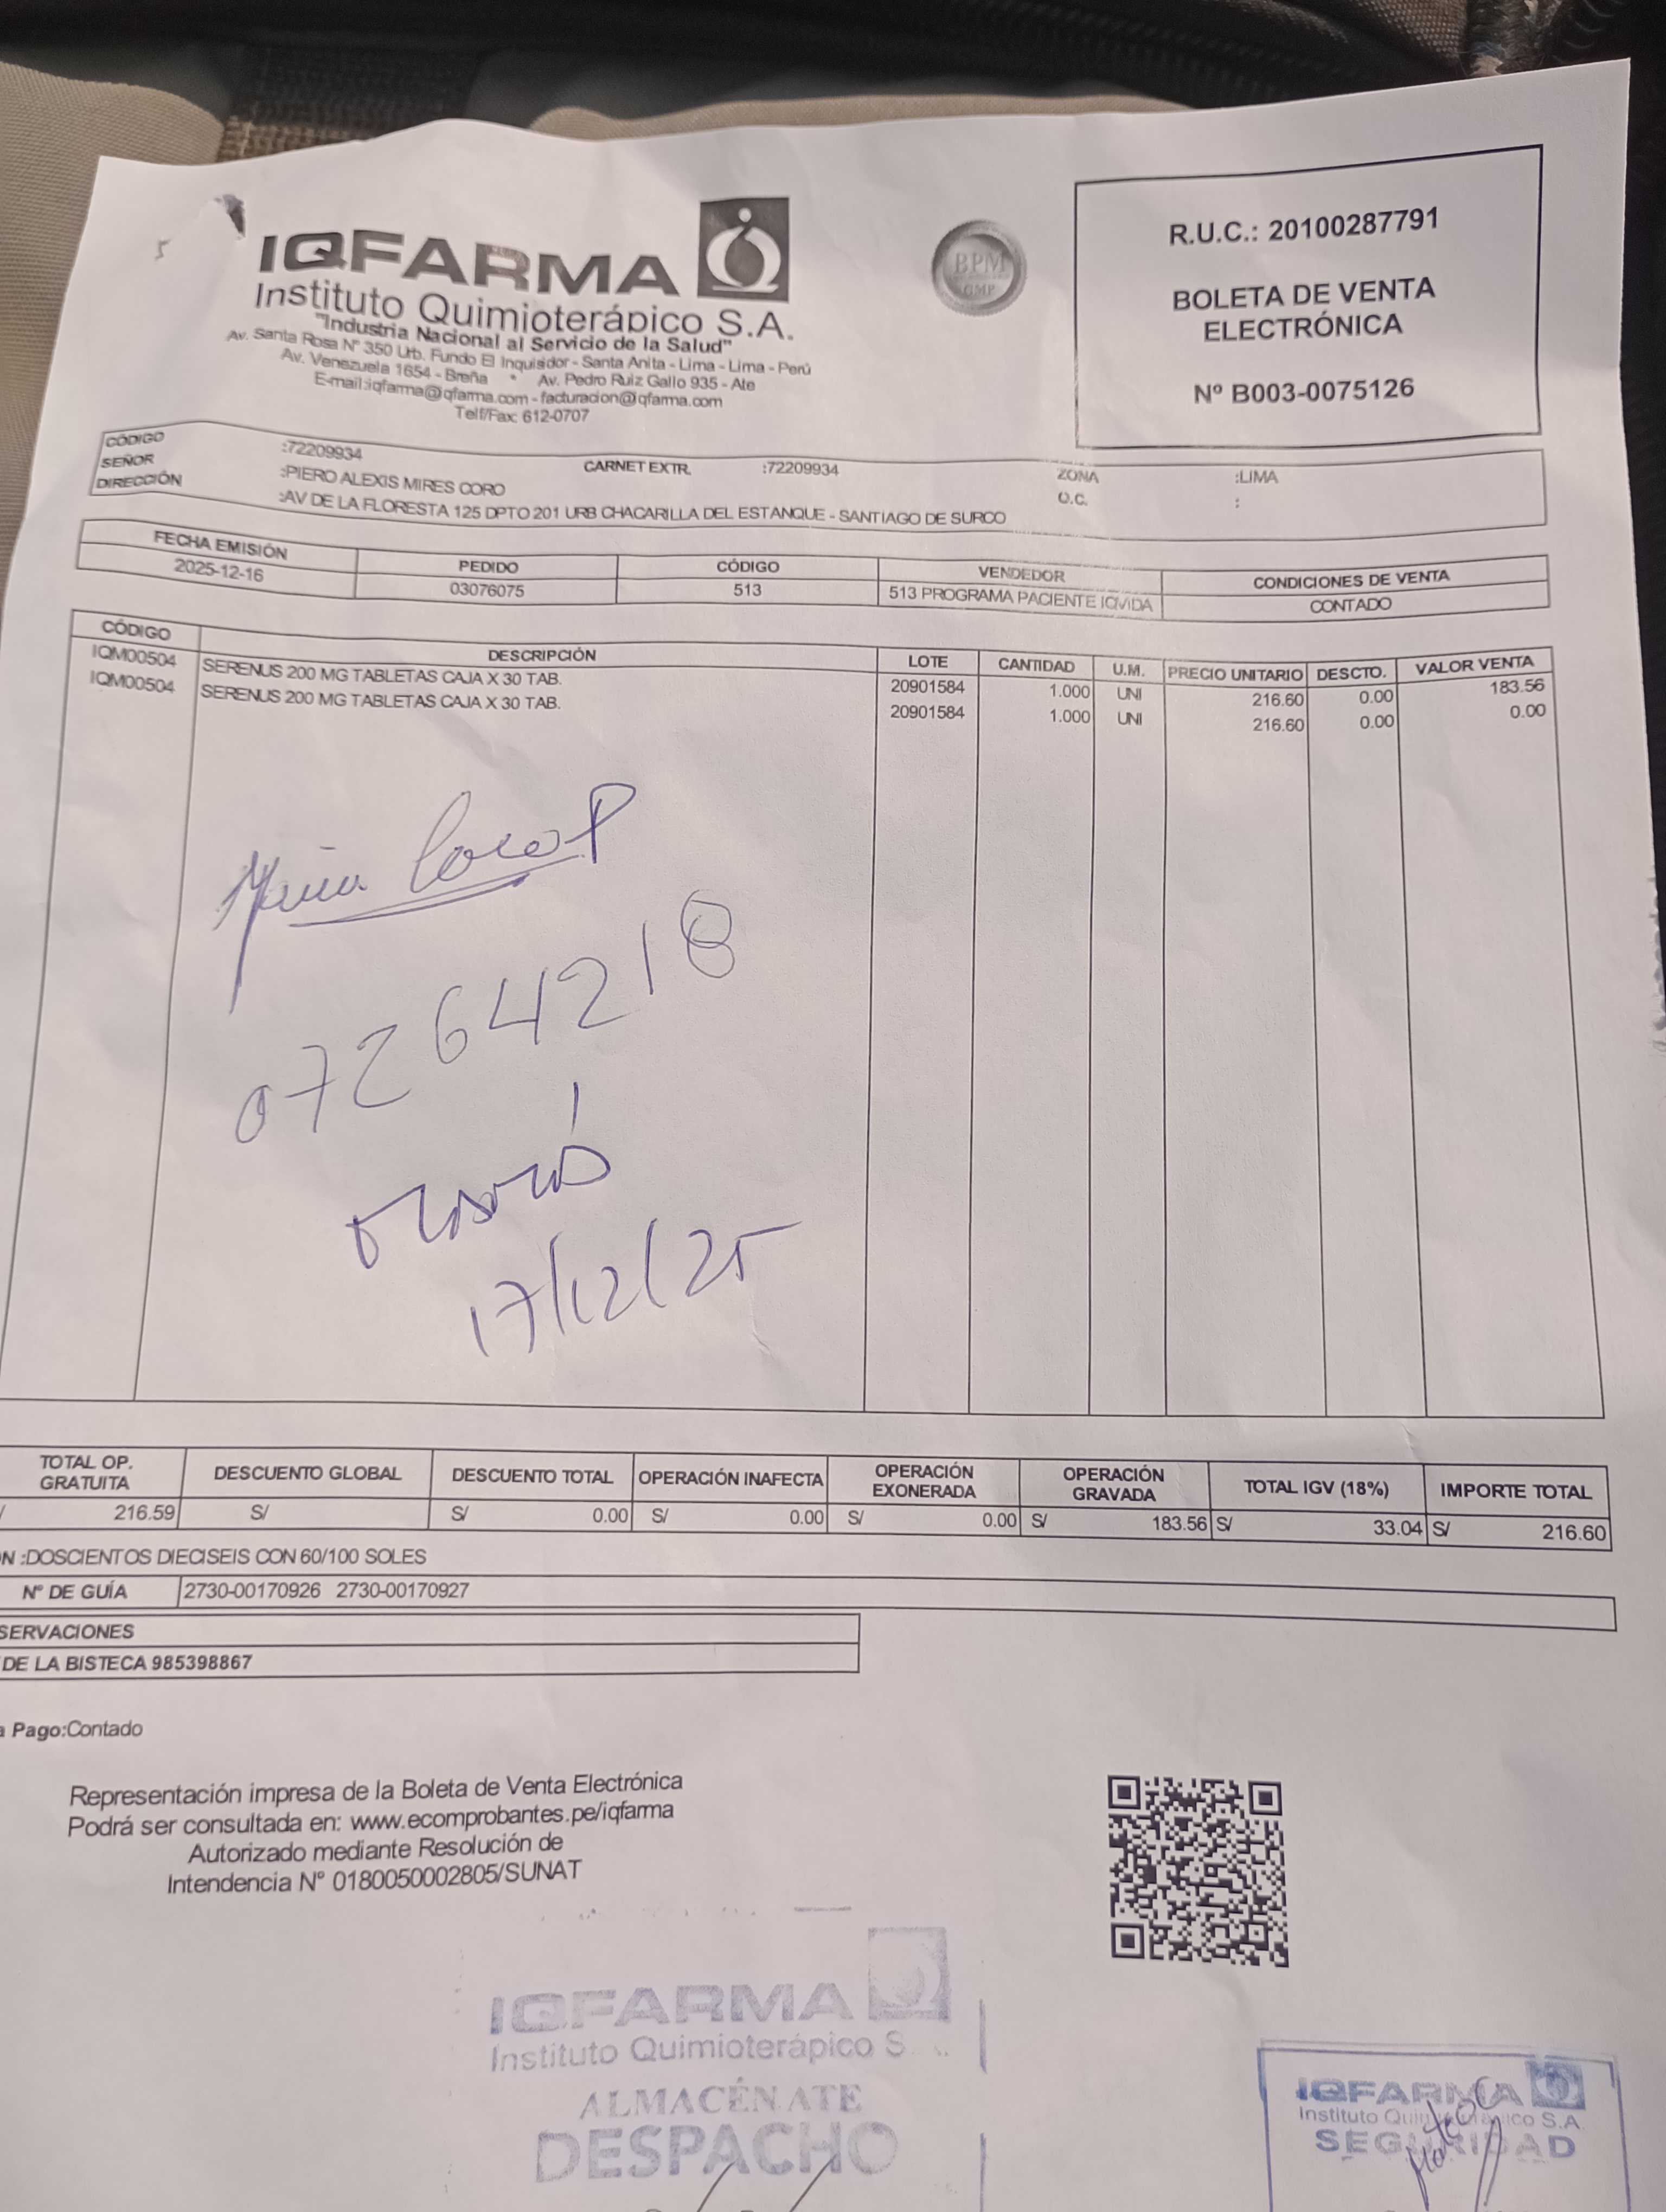 IQFARMA
Instituto Quimioterápico S.A.
"Industria Nacional al Servicio de la Salud"
Av. Santa Rosa Nº 350 Urb. Fundo El Inquisidor - Santa Anita - Lima - Lima - Perú
Av. Venezuela 1654 - Breña * Av. Pedro Ruiz Gallo 935 - Ate
E-mail:iqfarma@iqfarma.com - facturacion@iqfarma.com
Telf/Fax: 612-0707
BPM
GMP
R.U.C.: 20100287791
BOLETA DE VENTA
ELECTRÓNICA
Nº B003-0075126
CÓDIGO :72209934 CARNET EXTR. :72209934 ZONA :LIMA
SEÑOR :PIERO ALEXIS MIRES CORO O.C. :
DIRECCIÓN :AV DE LA FLORESTA 125 DPTO 201 URB CHACARILLA DEL ESTANQUE - SANTIAGO DE SURCO
FECHA EMISIÓN PEDIDO CÓDIGO VENDEDOR CONDICIONES DE VENTA
2025-12-16 03076075 513 513 PROGRAMA PACIENTE IQVIDA CONTADO
CÓDIGO DESCRIPCIÓN LOTE CANTIDAD U.M. PRECIO UNITARIO DESCTO. VALOR VENTA
IQM00504 SERENUS 200 MG TABLETAS CAJA X 30 TAB. 20901584 1.000 UNI 216.60 0.00 183.56
IQM00504 SERENUS 200 MG TABLETAS CAJA X 30 TAB. 20901584 1.000 UNI 216.60 0.00 0.00
María Coro P
07264218
17/12/25
TOTAL OP. GRATUITA DESCUENTO GLOBAL DESCUENTO TOTAL OPERACIÓN INAFECTA OPERACIÓN EXONERADA OPERACIÓN GRAVADA TOTAL IGV (18%) IMPORTE TOTAL
/ 216.59 S/ S/ 0.00 S/ 0.00 S/ 0.00 S/ 183.56 S/ 33.04 S/ 216.60
ON :DOSCIENTOS DIECISEIS CON 60/100 SOLES
Nº DE GUÍA 2730-00170926 2730-00170927
SERVACIONES
DE LA BISTECA 985398867
a Pago:Contado
Representación impresa de la Boleta de Venta Electrónica
Podrá ser consultada en: www.ecomprobantes.pe/iqfarma
Autorizado mediante Resolución de
Intendencia Nº 0180050002805/SUNAT
IQFARMA
Instituto Quimioterápico S.
ALMACÉN ATE
DESPACHO
IQFARMA
Instituto Quimioterápico S.A.
SEGURIDAD